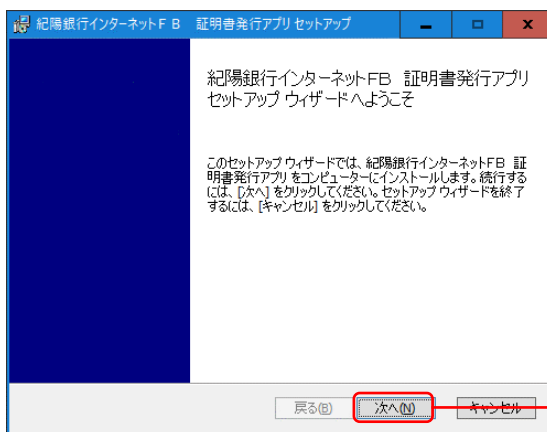 紀陽銀行インターネットFB　証明書発行アプリ セットアップ
紀陽銀行インターネットFB 証明書発行アプリ
セットアップ ウィザードへようこそ
このセットアップ ウィザードでは、紀陽銀行インターネットFB 証
明書発行アプリ をコンピューターにインストールします。続行する
には、[次へ] をクリックしてください。セットアップ ウィザードを終了
するには、[キャンセル] をクリックしてください。
戻る(B) 次へ(N) キャンセル